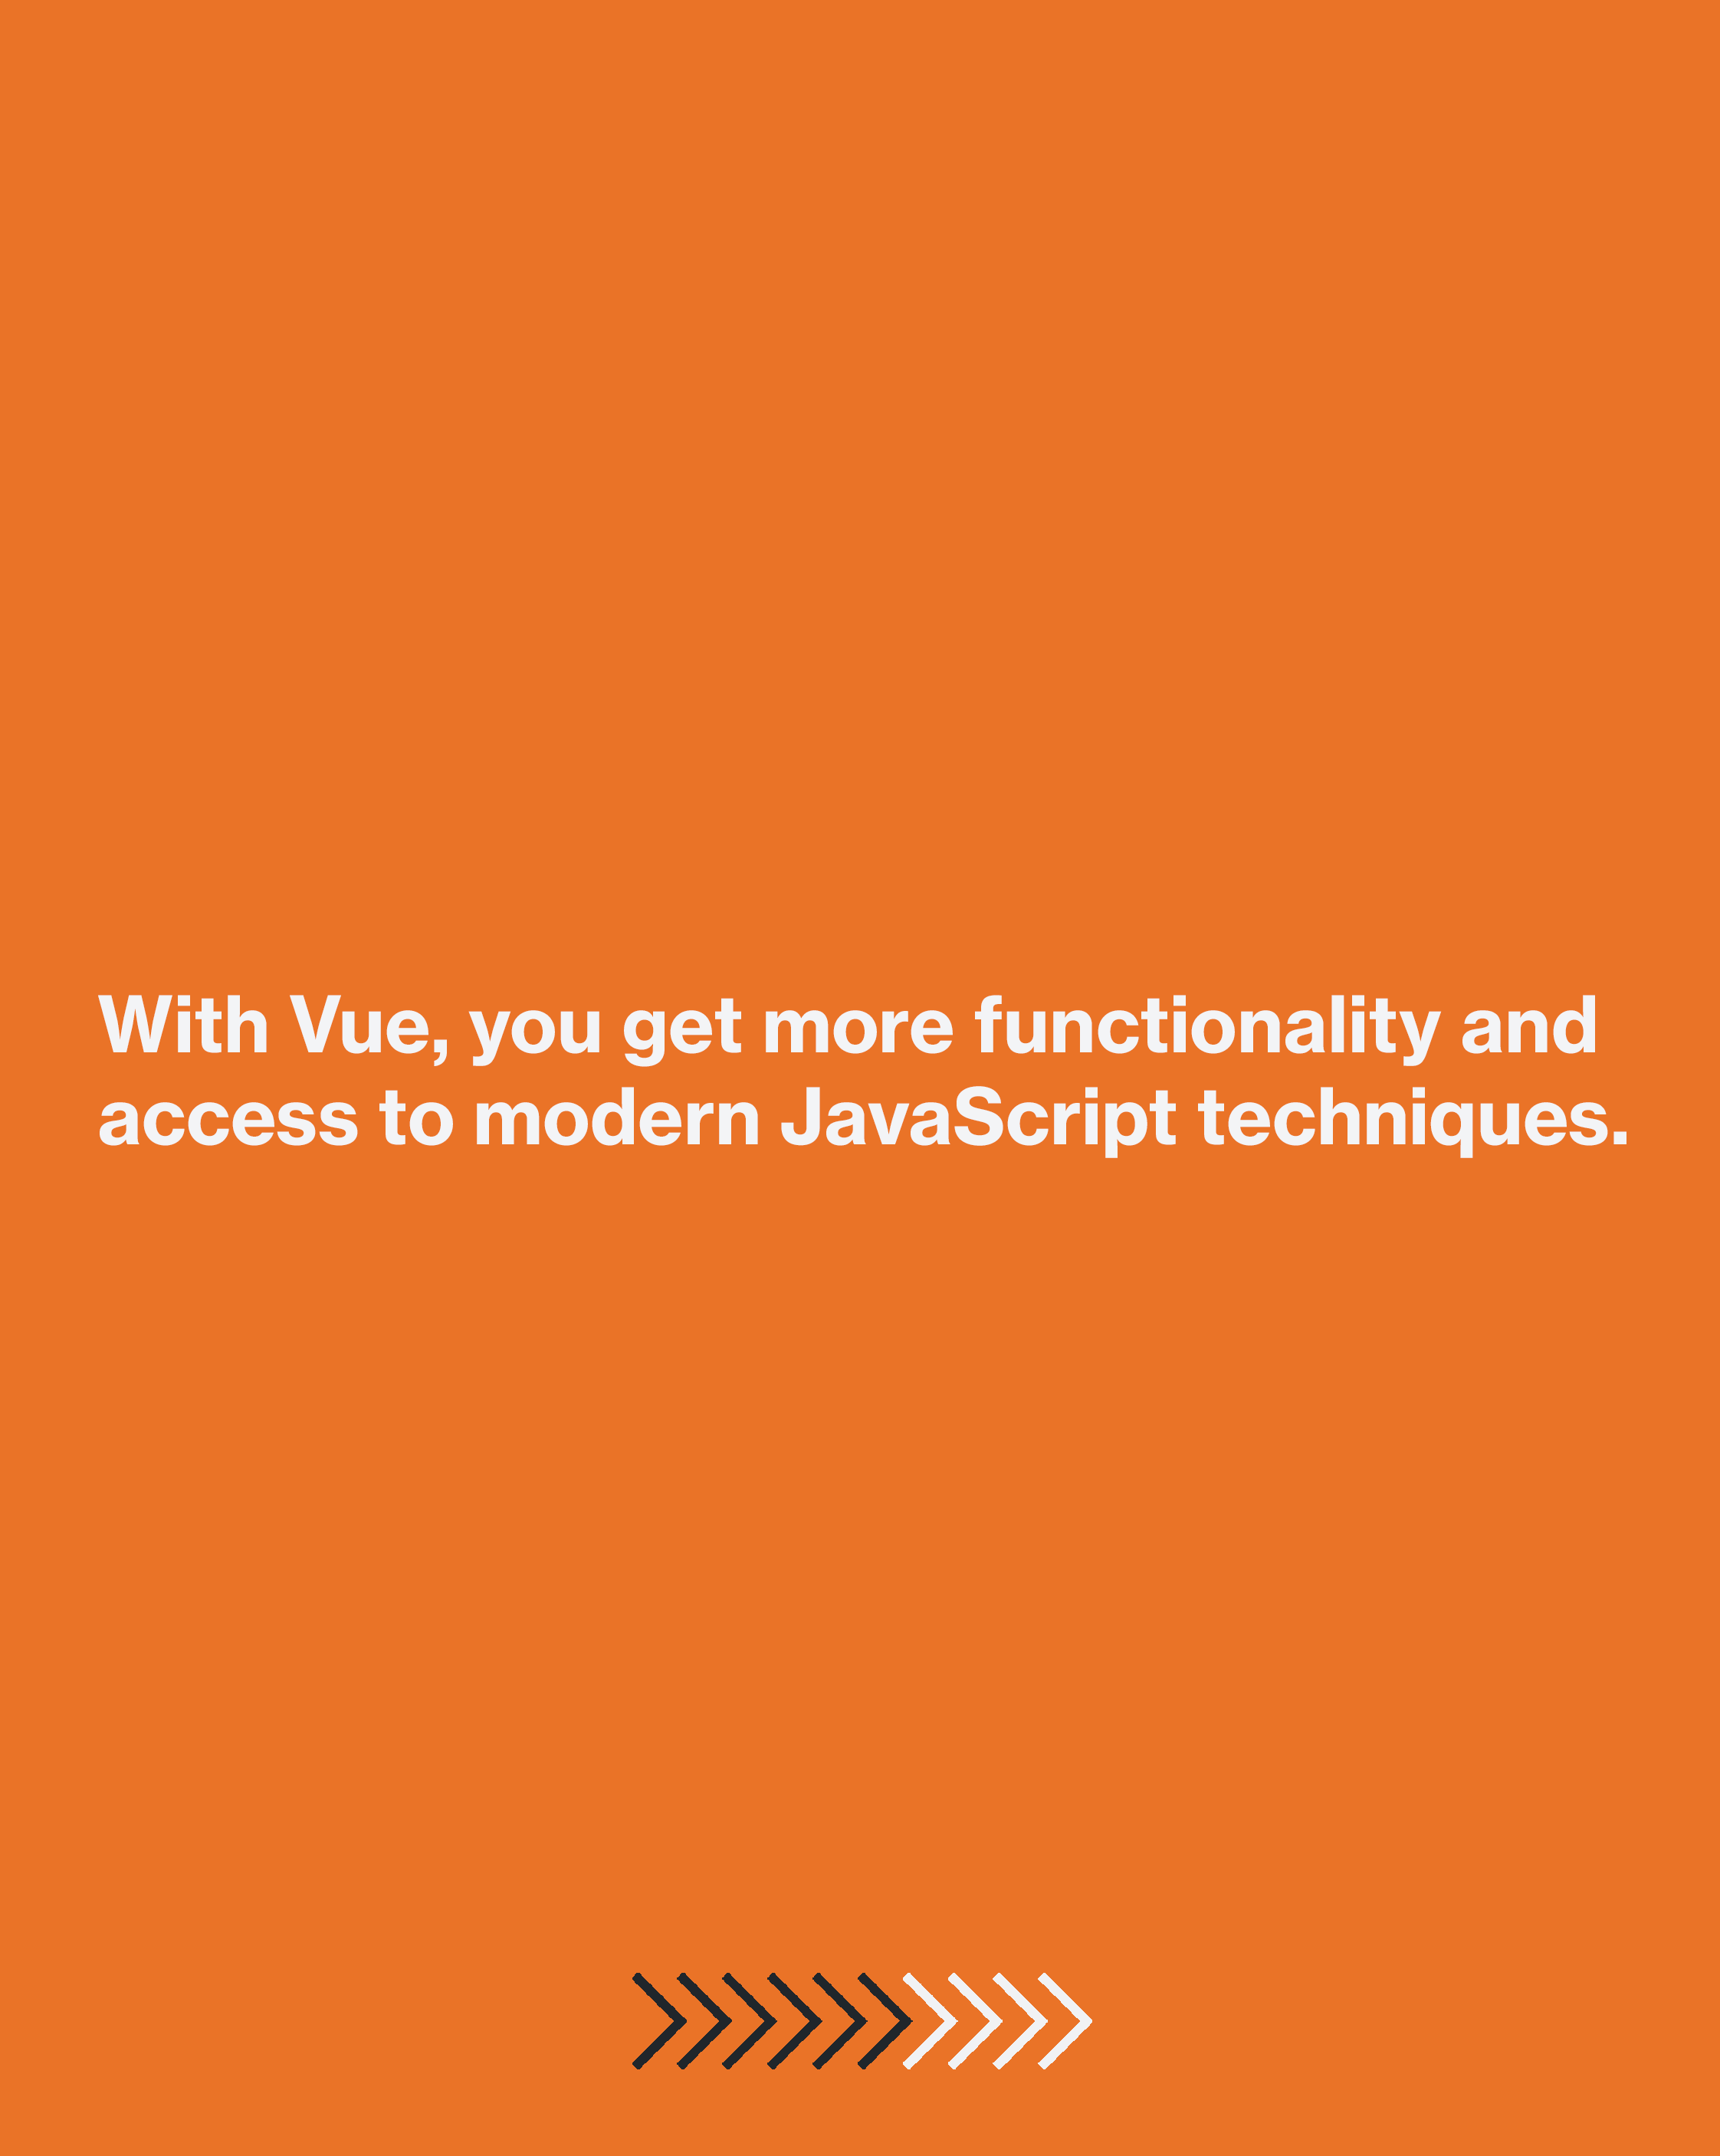 With Vue, you get more functionality and
access to modern JavaScript techniques.